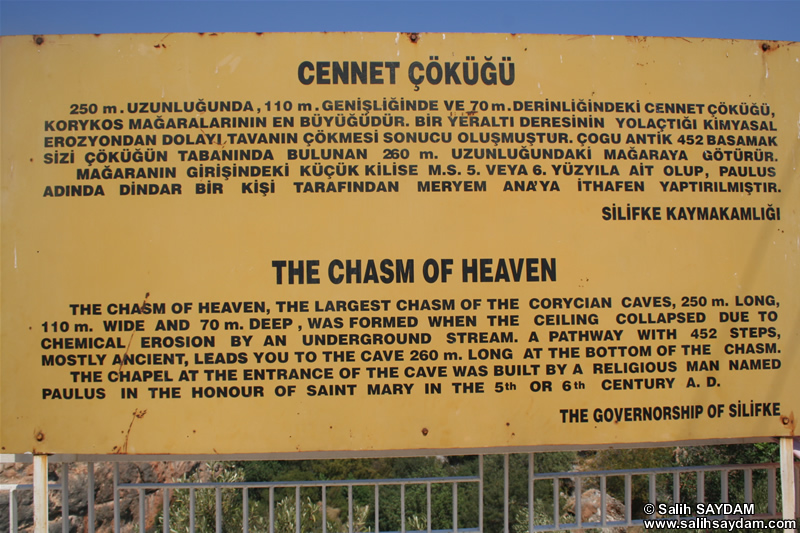 CENNET ÇÖKÜĞÜ
250 m. UZUNLUĞUNDA, 110 m. GENİŞLİĞİNDE VE 70 m. DERİNLİĞİNDEKİ CENNET ÇÖKÜĞÜ,
KORYKOS MAĞARALARININ EN BÜYÜĞÜDÜR. BİR YERALTI DERESİNİN YOLAÇTIĞI KİMYASAL
EROZYONDAN DOLAYI TAVANIN ÇÖKMESİ SONUCU OLUŞMUŞTUR. ÇOGU ANTİK 452 BASAMAK
SİZİ ÇÖKÜĞÜN TABANINDA BULUNAN 260 m. UZUNLUĞUNDAKİ MAĞARAYA GÖTÜRÜR.
MAĞARANIN GİRİŞİNDEKİ KÜÇÜK KİLİSE M.S. 5. VEYA 6. YÜZYILA AİT OLUP, PAULUS
ADINDA DİNDAR BİR KİŞİ TARAFINDAN MERYEM ANA'YA İTHAFEN YAPTIRILMIŞTIR.
SİLİFKE KAYMAKAMLIĞI
THE CHASM OF HEAVEN
THE CHASM OF HEAVEN, THE LARGEST CHASM OF THE CORYCIAN CAVES, 250 m. LONG,
110 m. WIDE AND 70 m. DEEP, WAS FORMED WHEN THE CEILING COLLAPSED DUE TO
CHEMICAL EROSION BY AN UNDERGROUND STREAM. A PATHWAY WITH 452 STEPS,
MOSTLY ANCIENT, LEADS YOU TO THE CAVE 260 m. LONG AT THE BOTTOM OF THE CHASM.
THE CHAPEL AT THE ENTRANCE OF THE CAVE WAS BUILT BY A RELIGIOUS MAN NAMED
PAULUS IN THE HONOUR OF SAINT MARY IN THE 5th OR 6th CENTURY A. D.
THE GOVERNORSHIP OF SİLİFKE
© Salih SAYDAM
www.salihsaydam.com